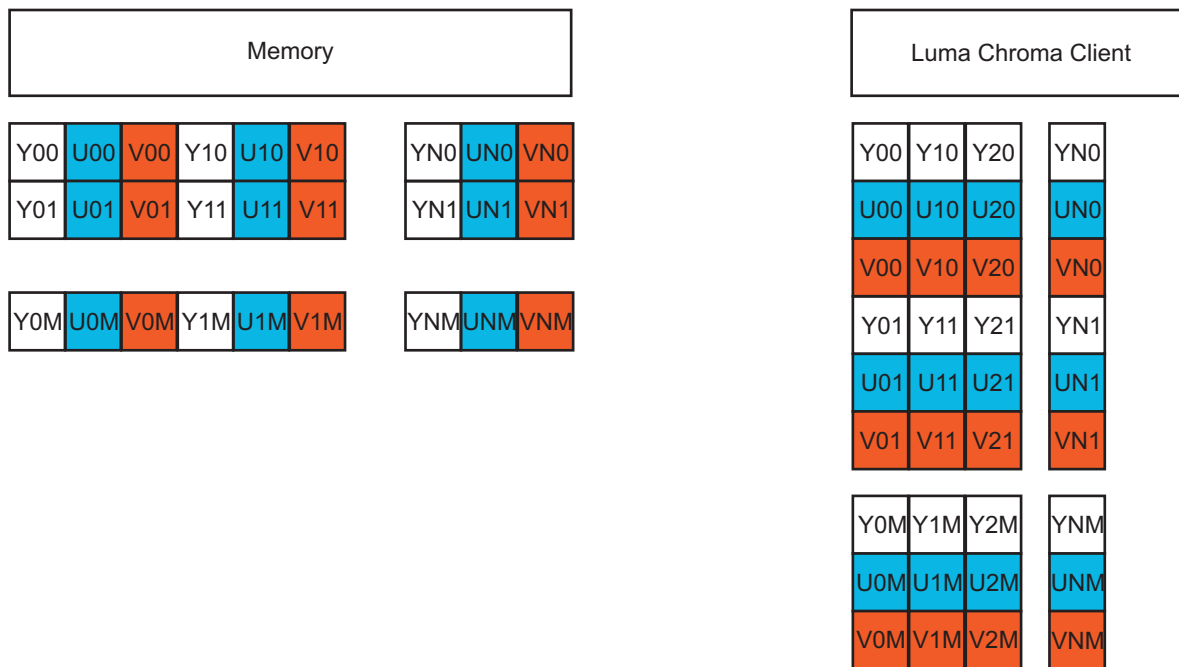 Memory
Y00 U00 V00 Y10 U10 V10 YN0 UN0 VN0
Y01 U01 V01 Y11 U11 V11 YN1 UN1 VN1
Y0M U0M V0M Y1M U1M V1M YNM UNM VNM
Luma Chroma Client
Y00 Y10 Y20 YN0
U00 U10 U20 UN0
V00 V10 V20 VN0
Y01 Y11 Y21 YN1
U01 U11 U21 UN1
V01 V11 V21 VN1
Y0M Y1M Y2M YNM
U0M U1M U2M UNM
V0M V1M V2M VNM